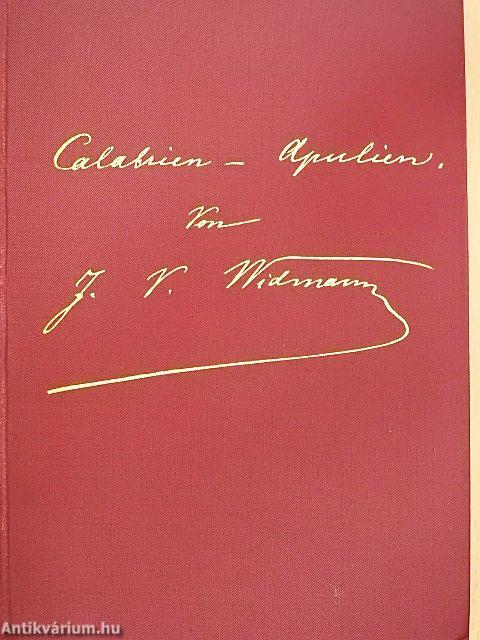 Calabrien – Apulien.
Von
J. V. Widmann
Antikvárium.hu